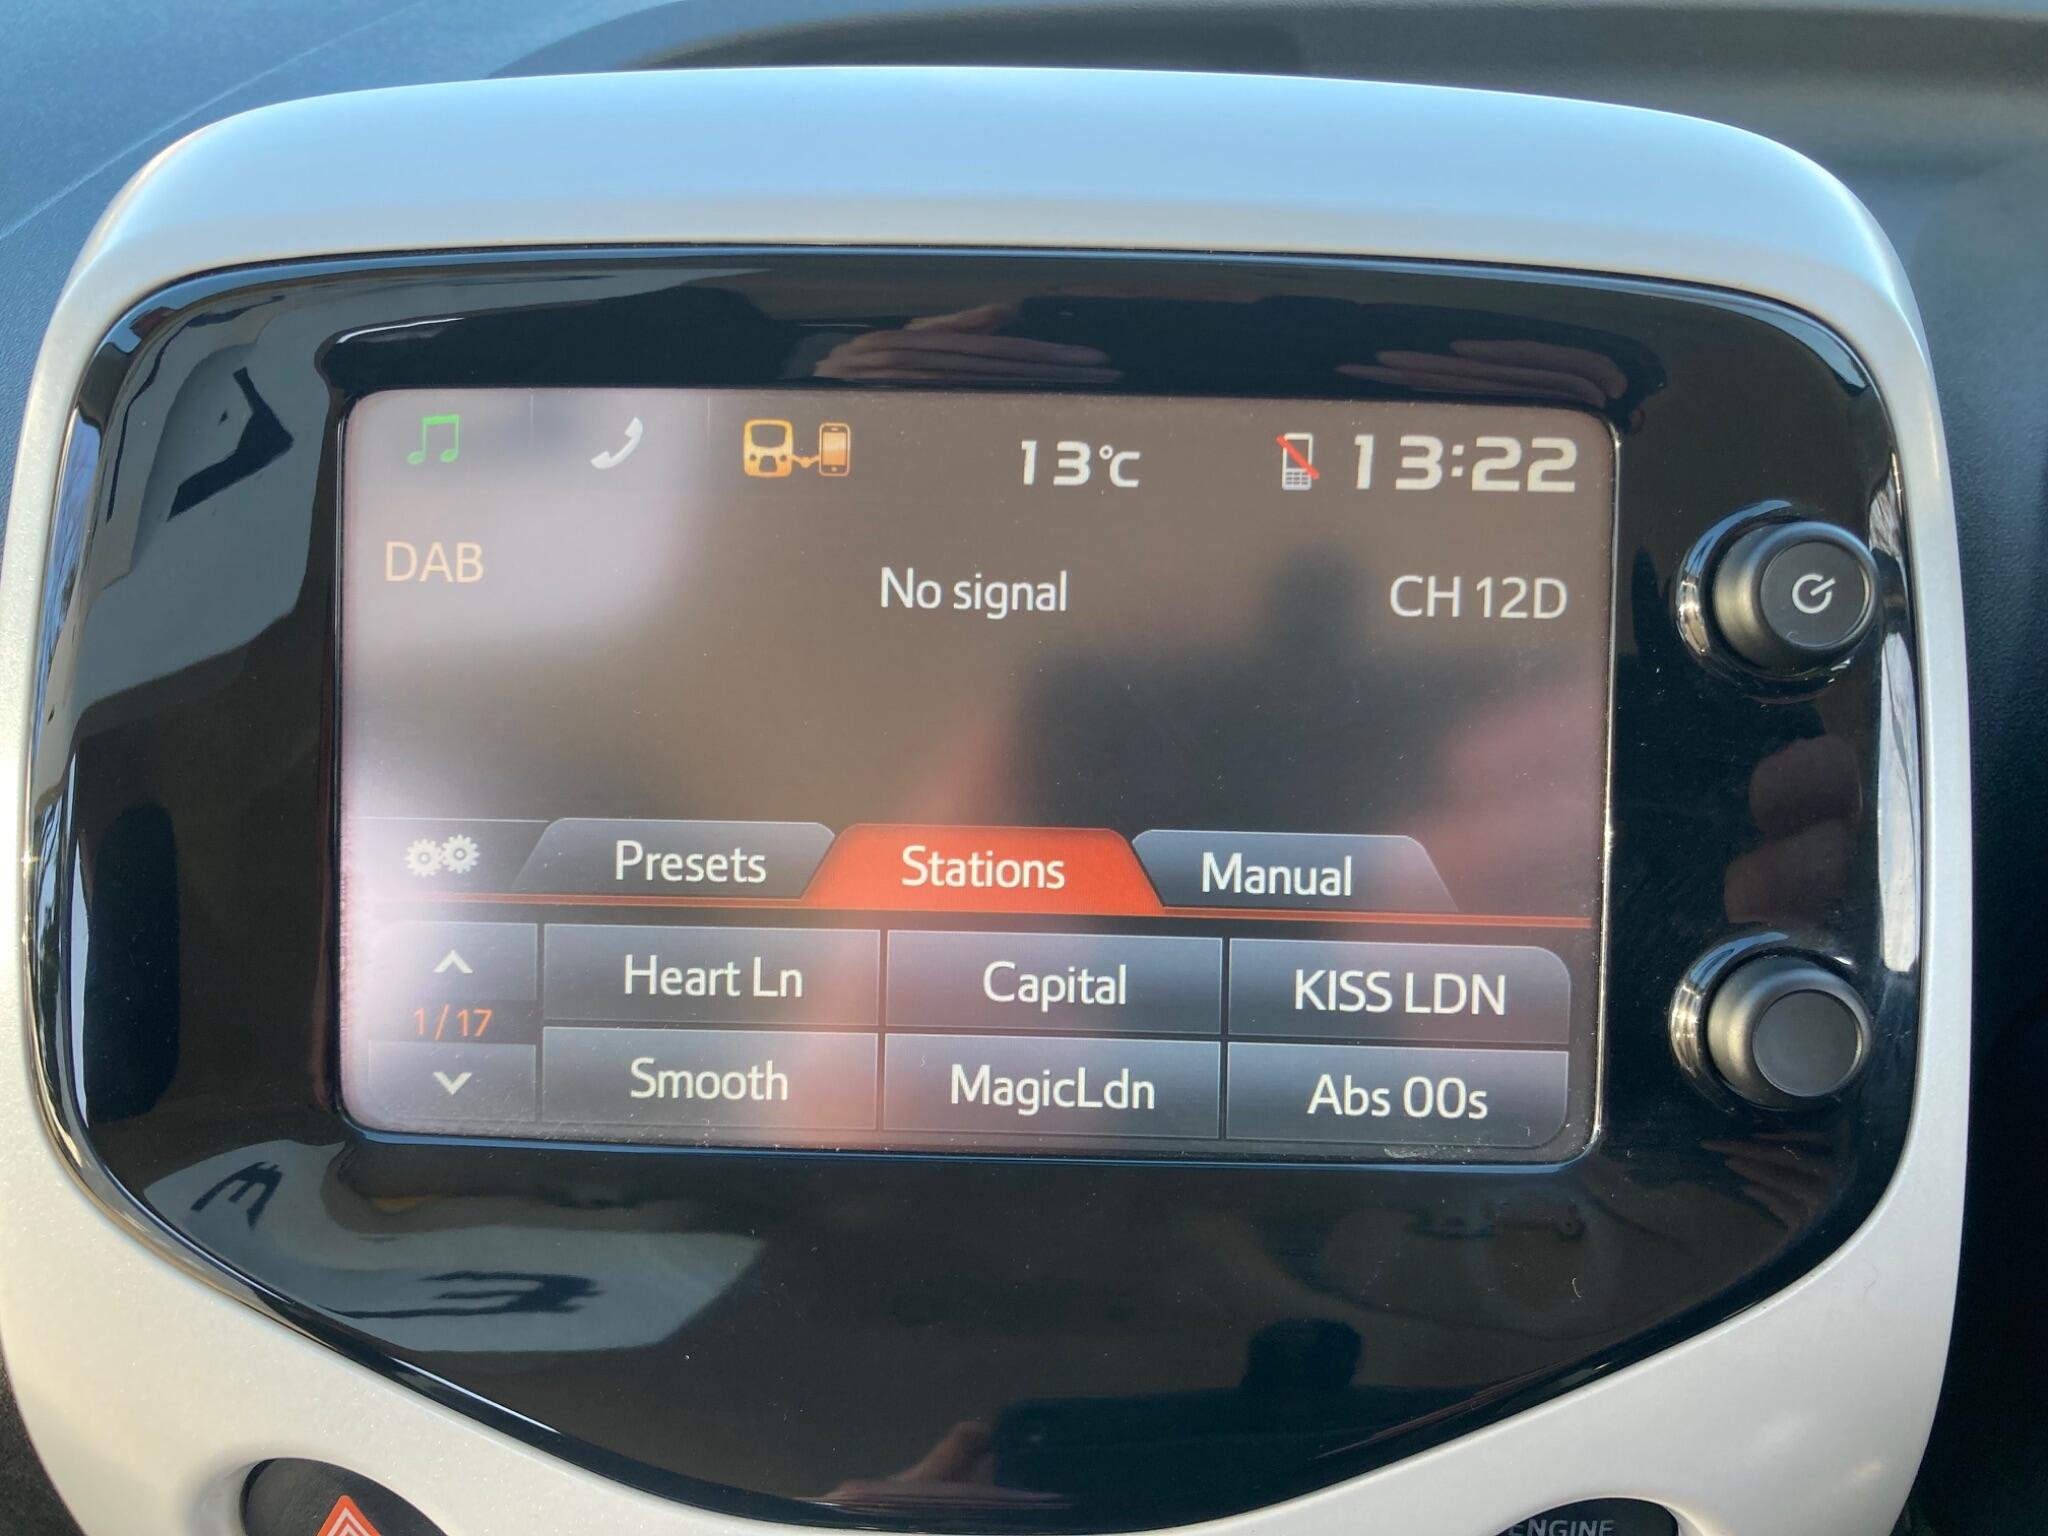 13°C
13:22
DAB
No signal
CH 12D
Presets
Stations
Manual
Heart Ln
Capital
KISS LDN
1/17
Smooth
MagicLdn
Abs 00s
ENGINE